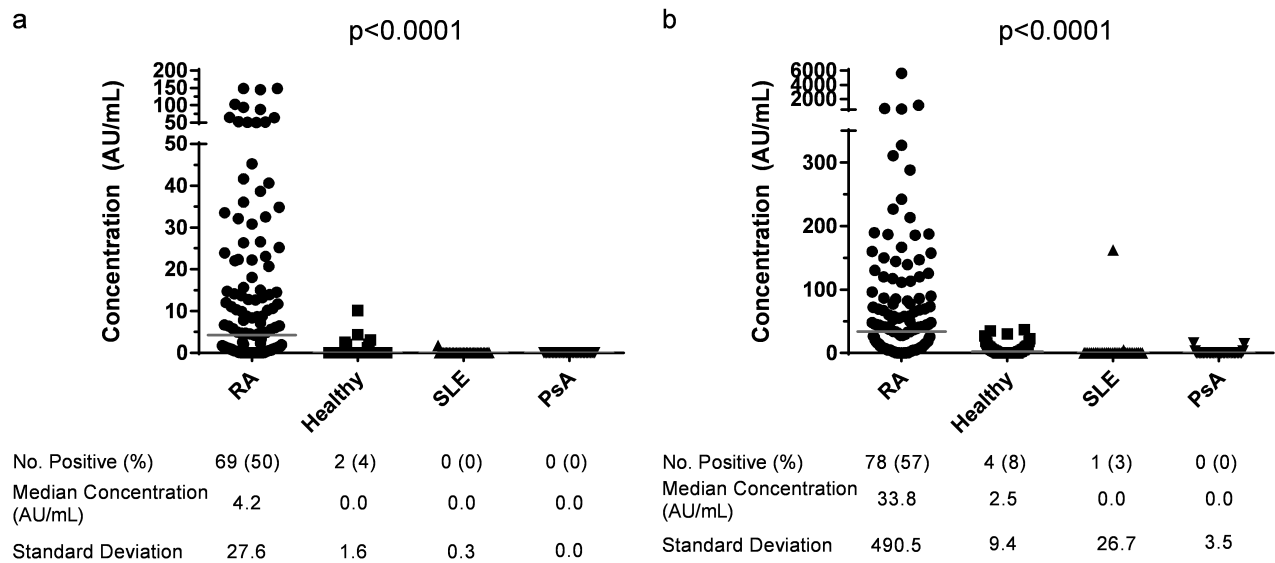 a
p<0.0001
Concentration (AU/mL)
200
150
100
50
50
40
30
20
10
0
RA
Healthy
SLE
PsA
No. Positive (%) 69 (50) 2 (4) 0 (0) 0 (0)
Median Concentration
(AU/mL) 4.2 0.0 0.0 0.0
Standard Deviation 27.6 1.6 0.3 0.0
b
p<0.0001
Concentration (AU/mL)
6000
4000
2000
300
200
100
0
RA
Healthy
SLE
PsA
No. Positive (%) 78 (57) 4 (8) 1 (3) 0 (0)
Median Concentration
(AU/mL) 33.8 2.5 0.0 0.0
Standard Deviation 490.5 9.4 26.7 3.5